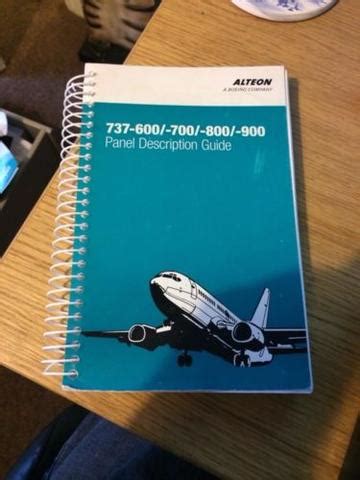 ALTEON
A BOEING COMPANY
737-600/-700/-800/-900
Panel Description Guide